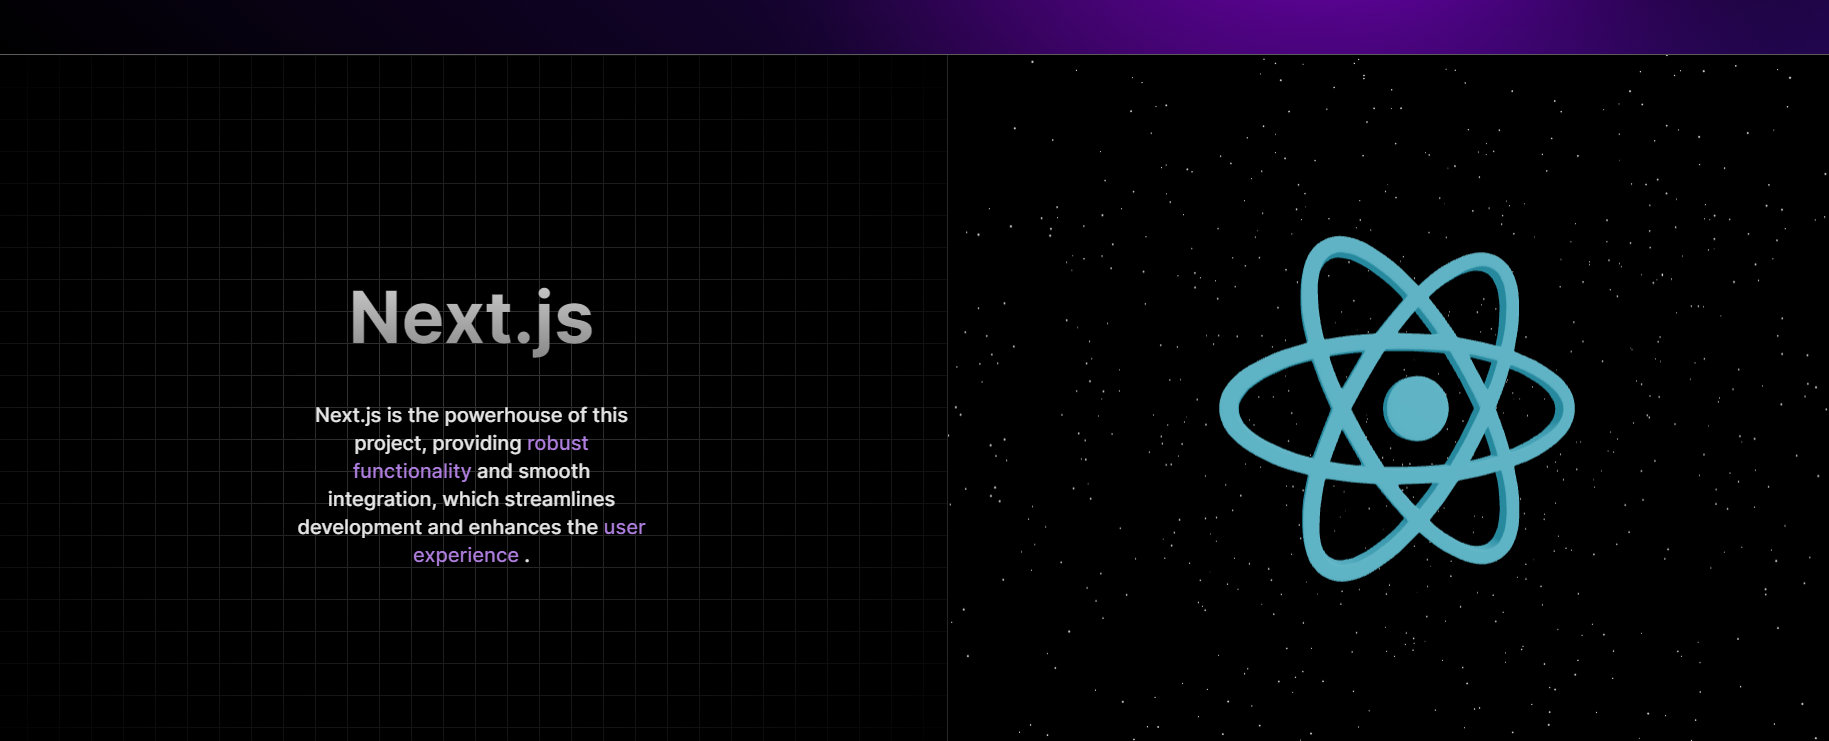 Next.js
Next.js is the powerhouse of this
project, providing robust
functionality and smooth
integration, which streamlines
development and enhances the user
experience .